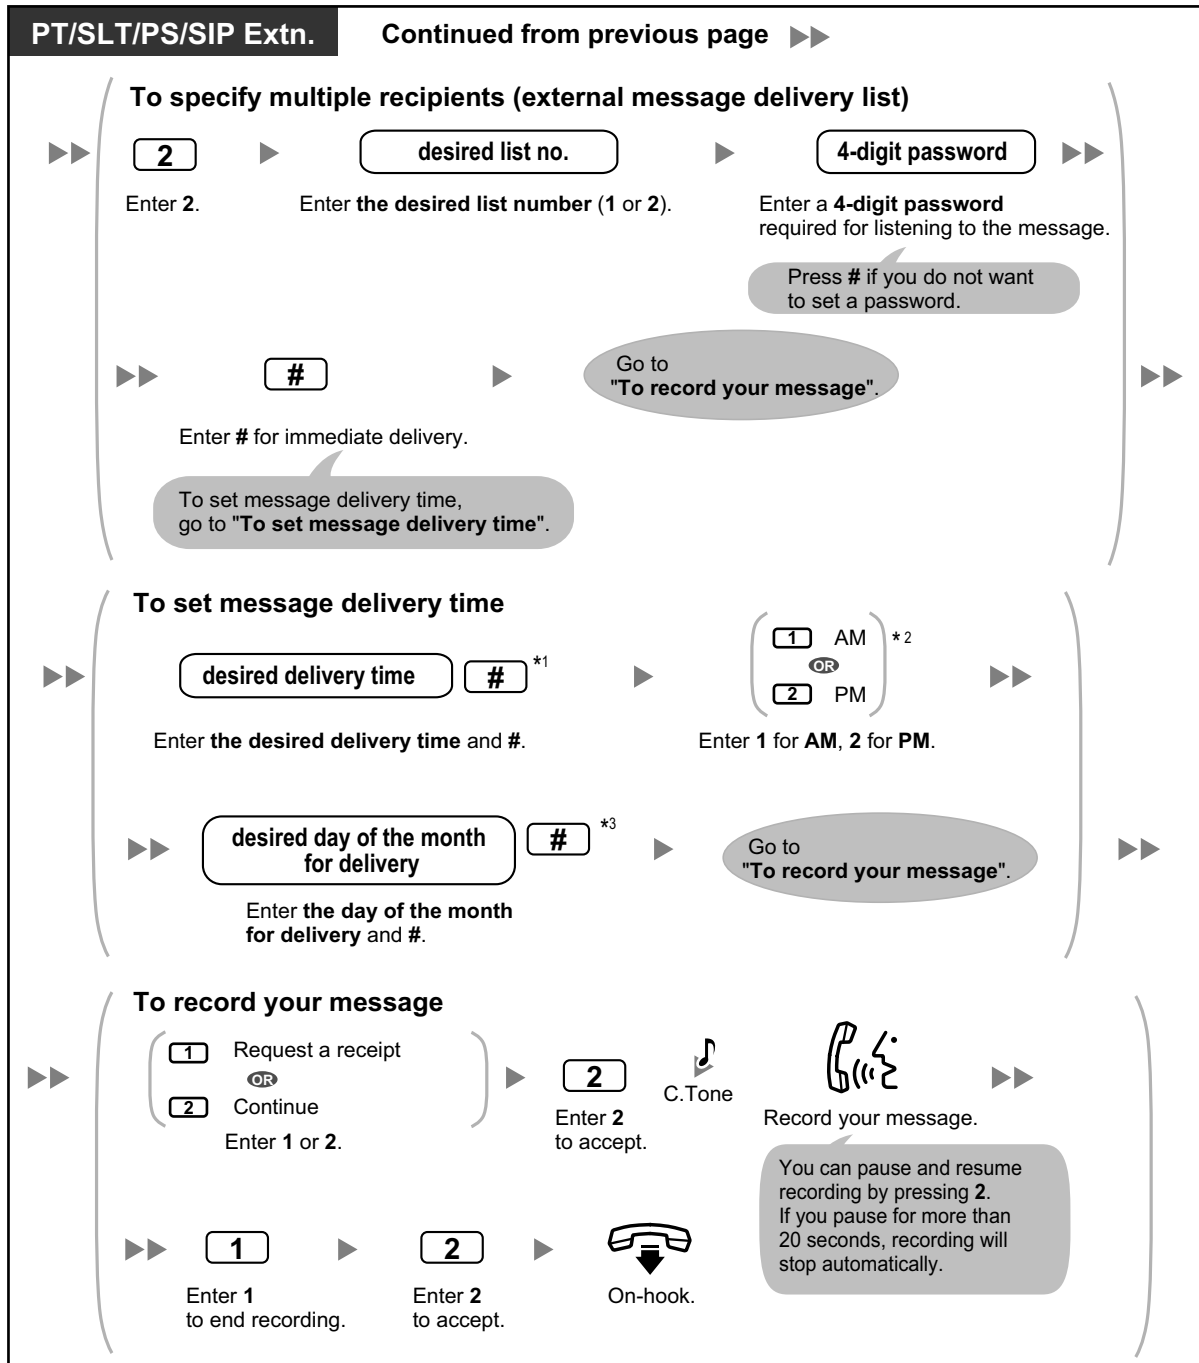 PT/SLT/PS/SIP Extn.
Continued from previous page
To specify multiple recipients (external message delivery list)
2
desired list no.
4-digit password
Enter 2.
Enter the desired list number (1 or 2).
Enter a 4-digit password
required for listening to the message.
Press # if you do not want
to set a password.
#
Go to
"To record your message".
Enter # for immediate delivery.
To set message delivery time,
go to "To set message delivery time".
To set message delivery time
desired delivery time
# *1
1 AM
OR
2 PM
*2
Enter the desired delivery time and #.
Enter 1 for AM, 2 for PM.
desired day of the month
for delivery
# *3
Go to
"To record your message".
Enter the day of the month
for delivery and #.
To record your message
1 Request a receipt
OR
2 Continue
Enter 1 or 2.
2
Enter 2
to accept.
C.Tone
Record your message.
You can pause and resume
recording by pressing 2.
If you pause for more than
20 seconds, recording will
stop automatically.
1
Enter 1
to end recording.
2
Enter 2
to accept.
On-hook.